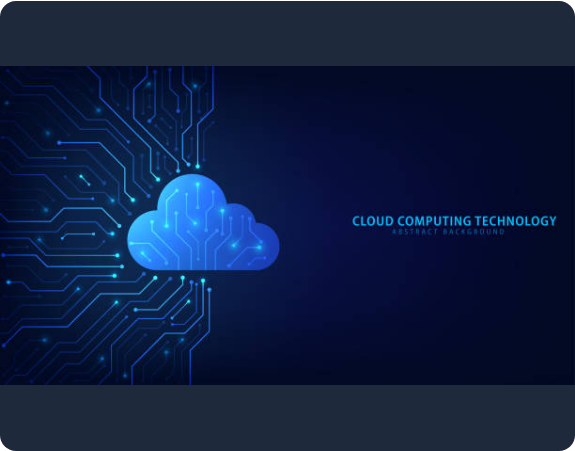 CLOUD COMPUTING TECHNOLOGY
ABSTRACT BACKGROUND